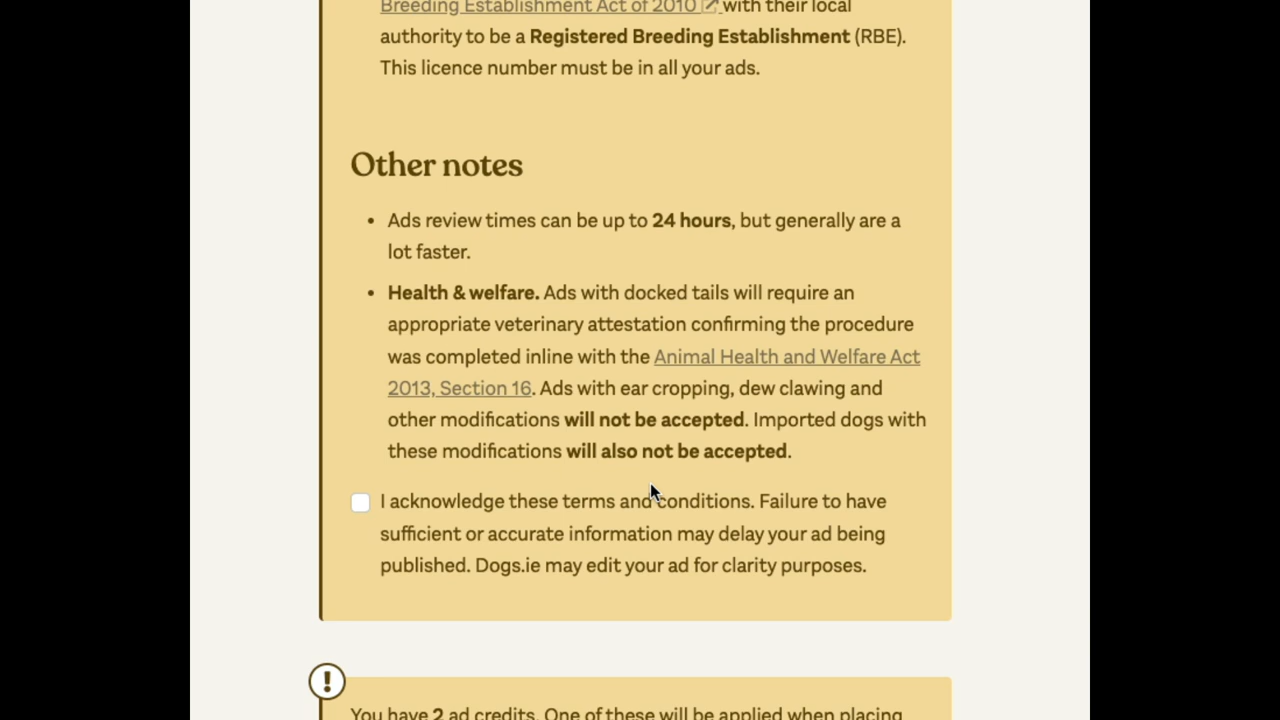 Breeding Establishment Act of 2010 with their local
authority to be a Registered Breeding Establishment (RBE).
This licence number must be in all your ads.
Other notes
• Ads review times can be up to 24 hours, but generally are a
lot faster.
• Health & welfare. Ads with docked tails will require an
appropriate veterinary attestation confirming the procedure
was completed inline with the Animal Health and Welfare Act
2013, Section 16. Ads with ear cropping, dew clawing and
other modifications will not be accepted. Imported dogs with
these modifications will also not be accepted.
I acknowledge these terms and conditions. Failure to have
sufficient or accurate information may delay your ad being
published. Dogs.ie may edit your ad for clarity purposes.
!
You have 2 ad credits. One of these will be applied when placing